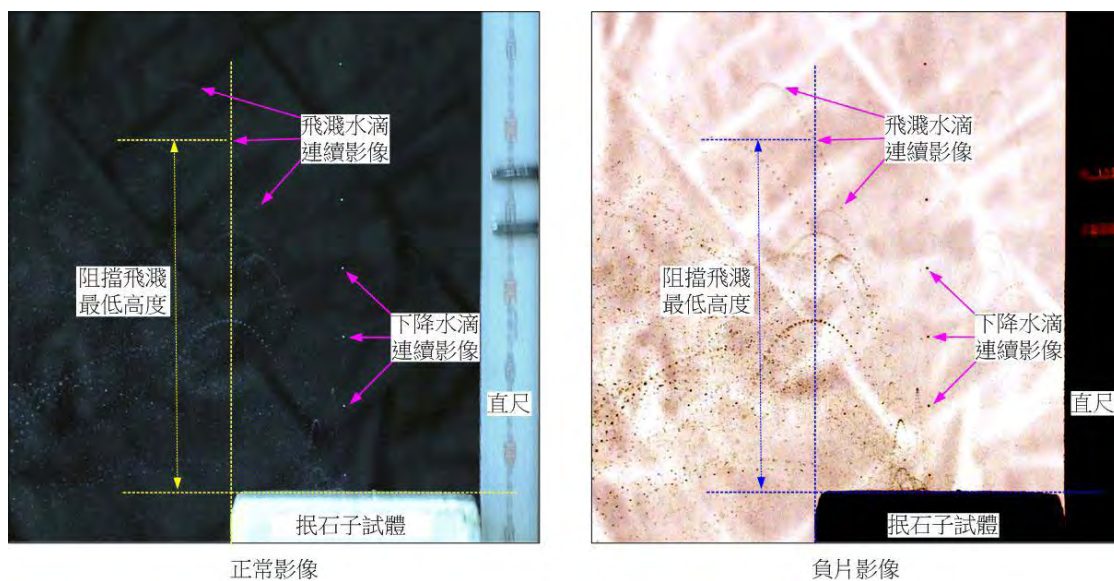 飛濺水滴
連續影像
阻擋飛濺
最低高度
下降水滴
連續影像
直尺
抿石子試體
正常影像
飛濺水滴
連續影像
阻擋飛濺
最低高度
下降水滴
連續影像
直尺
抿石子試體
負片影像